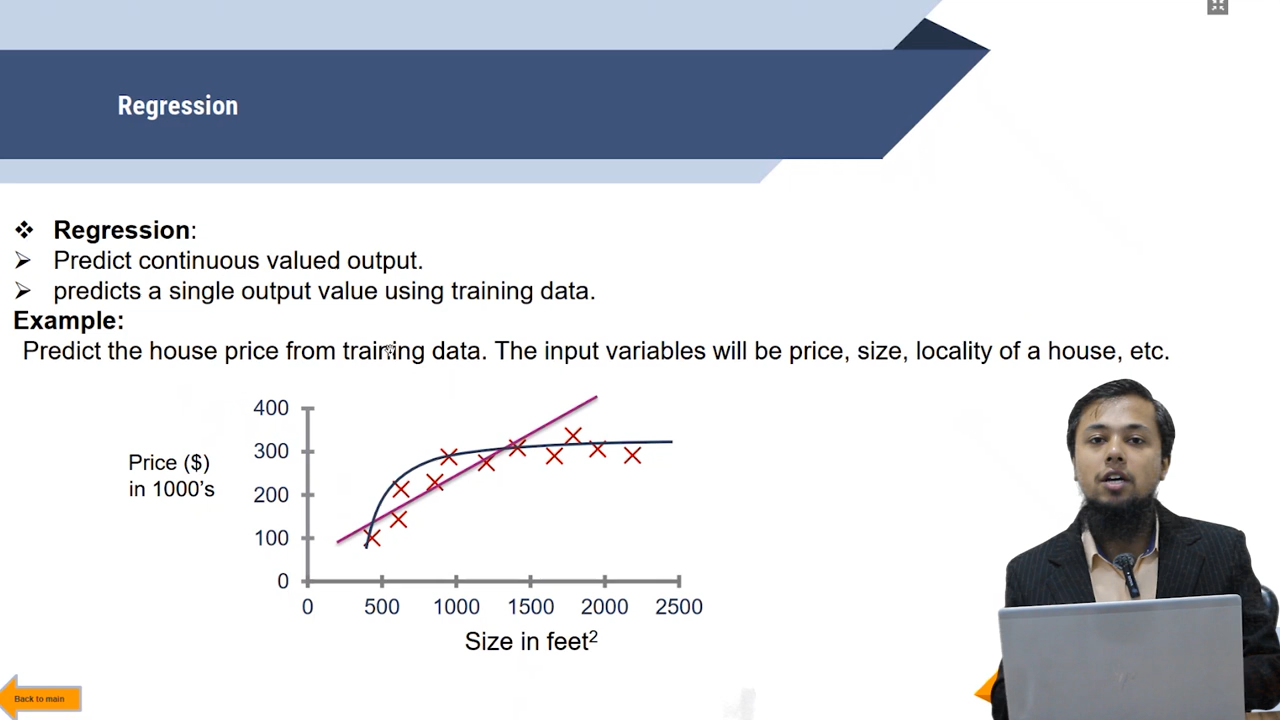 Regression
❖ Regression:
➢ Predict continuous valued output.
➢ predicts a single output value using training data.
Example:
Predict the house price from training data. The input variables will be price, size, locality of a house, etc.
400
300
200
100
0
Price ($)
in 1000’s
0 500 1000 1500 2000 2500
Size in feet²
Back to main